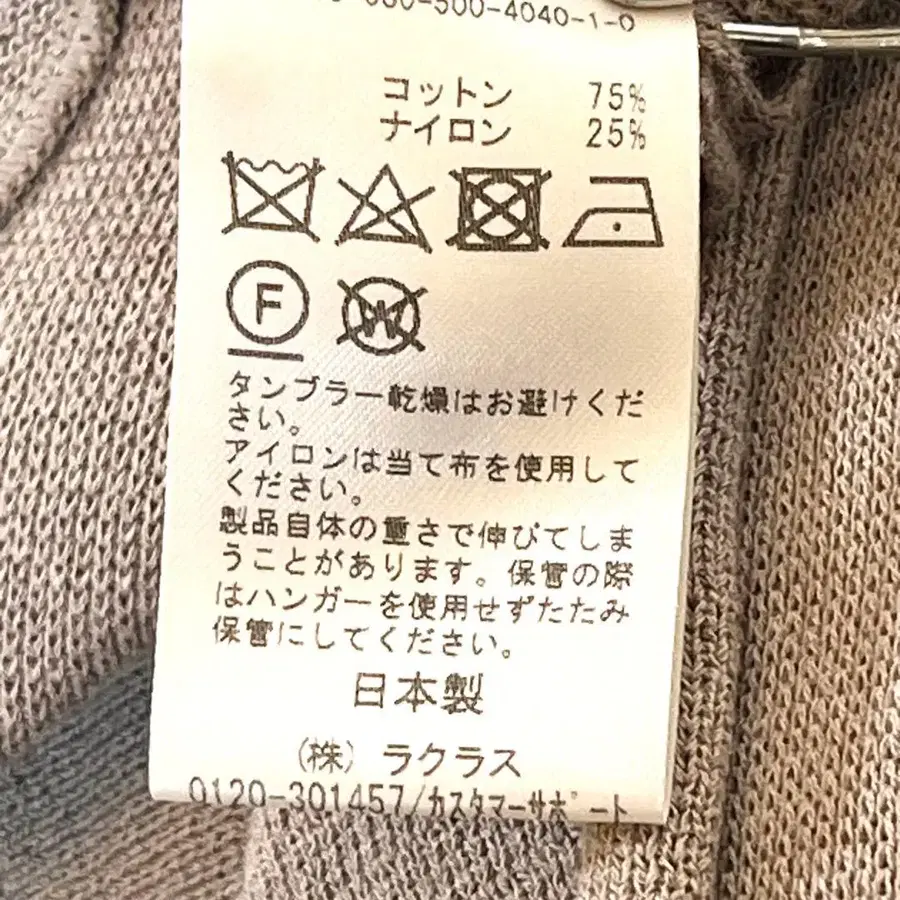 -500-4040-1-0
コットン 75%
ナイロン 25%
F
W
タンブラー乾燥はお避けくだ
さい。
アイロンは当て布を使用して
ください。
製品自体の重さで伸びてしま
うことがあります。保管の際
はハンガーを使用せずたたみ
保管にしてください。
日本製
(株) ラクラス
0120-301457/カスタマーサポート